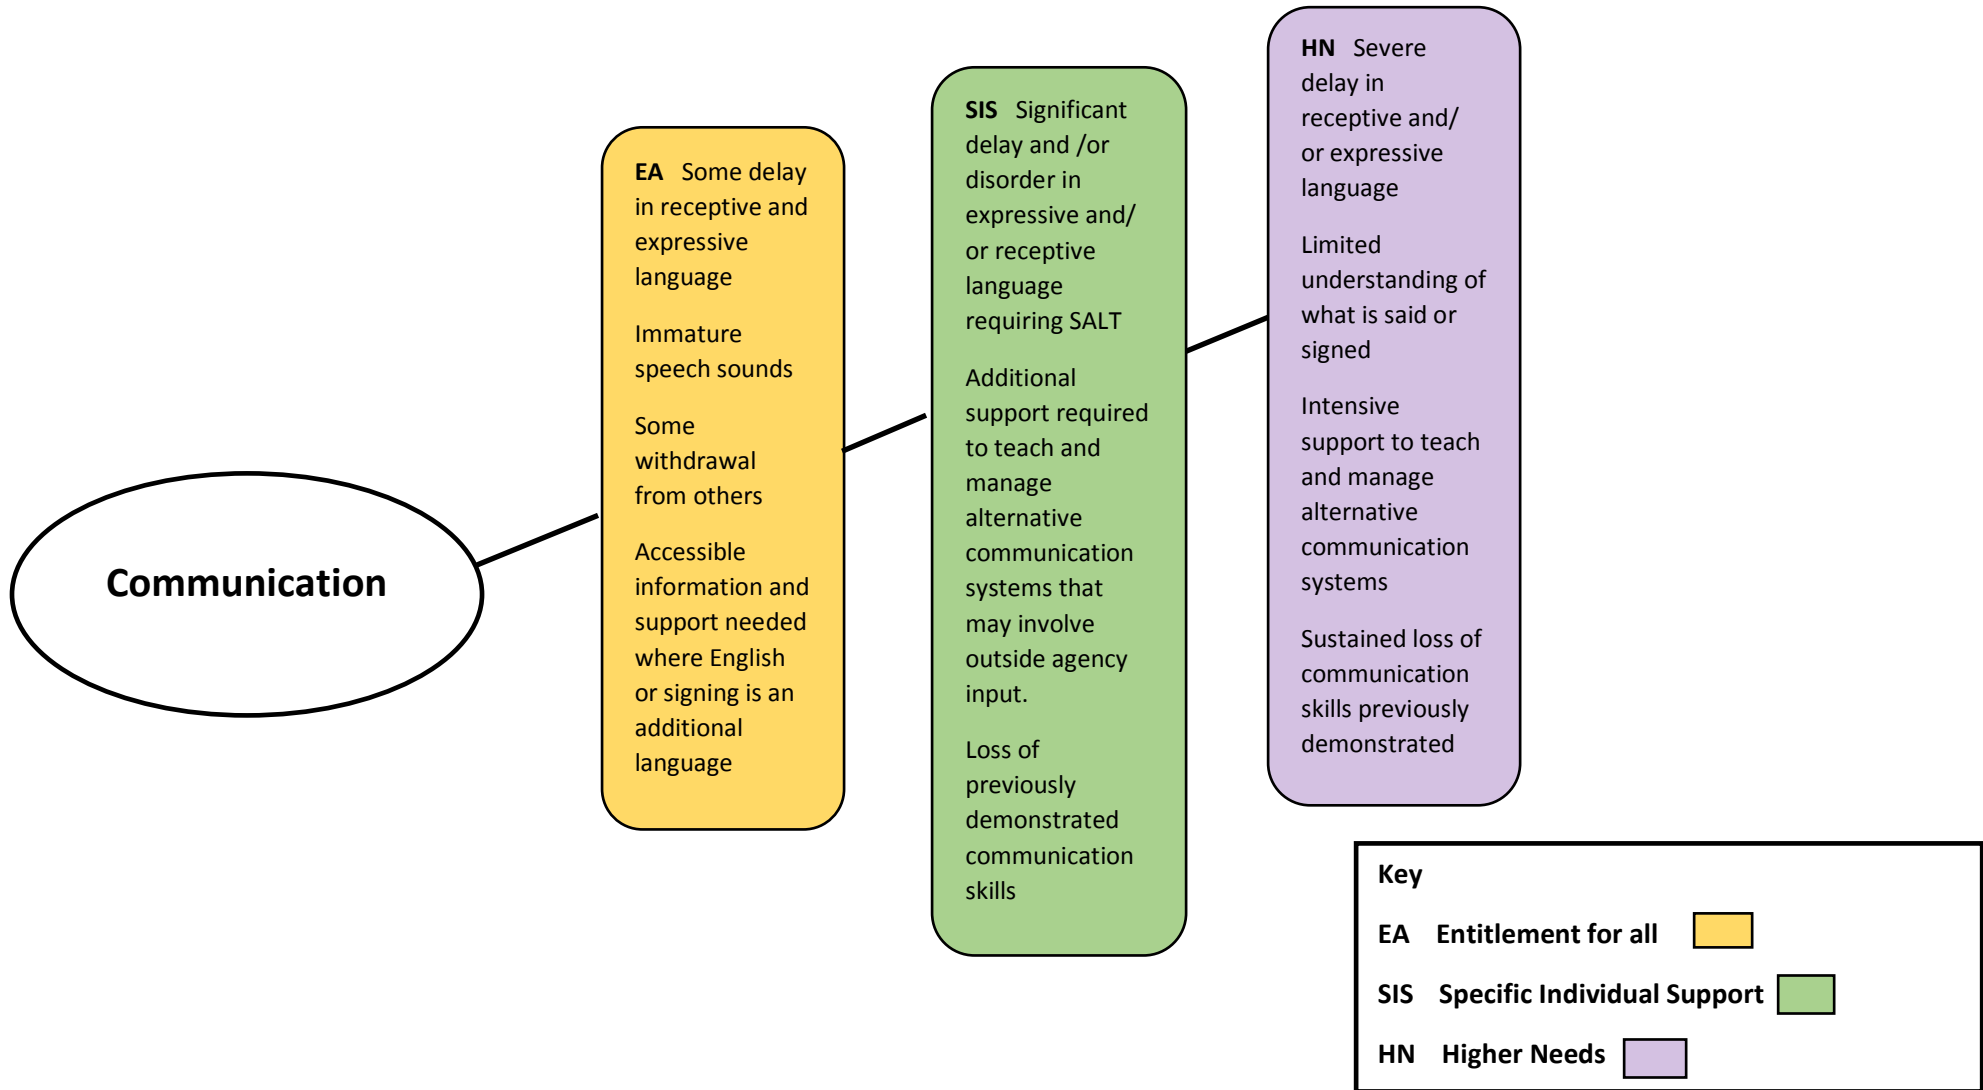 Communication
EA Some delay
in receptive and
expressive
language
Immature
speech sounds
Some
withdrawal
from others
Accessible
information and
support needed
where English
or signing is an
additional
language
SIS Significant
delay and /or
disorder in
expressive and/
or receptive
language
requiring SALT
Additional
support required
to teach and
manage
alternative
communication
systems that
may involve
outside agency
input.
Loss of
previously
demonstrated
communication
skills
HN Severe
delay in
receptive and/
or expressive
language
Limited
understanding of
what is said or
signed
Intensive
support to teach
and manage
alternative
communication
systems
Sustained loss of
communication
skills previously
demonstrated
Key
EA Entitlement for all
SIS Specific Individual Support
HN Higher Needs